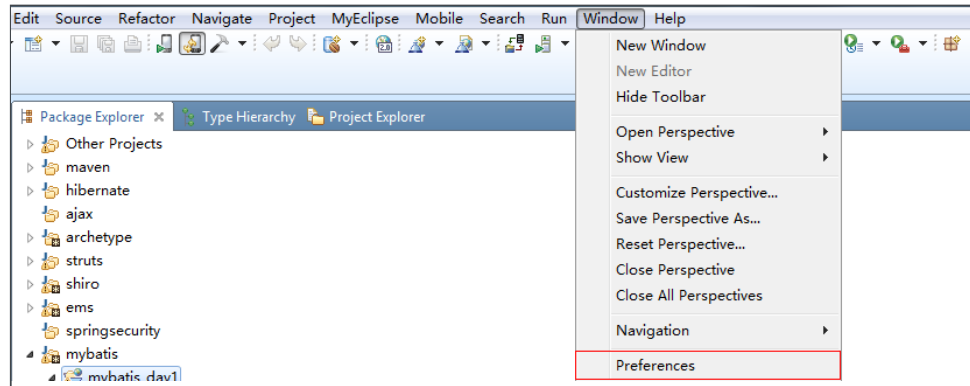 Edit Source Refactor Navigate Project MyEclipse Mobile Search Run Window Help
New Window
New Editor
Hide Toolbar
Open Perspective
Show View
Customize Perspective...
Save Perspective As...
Reset Perspective...
Close Perspective
Close All Perspectives
Navigation
Preferences
Package Explorer Type Hierarchy Project Explorer
Other Projects
maven
hibernate
ajax
archetype
struts
shiro
ems
springsecurity
mybatis
mybatis_day1